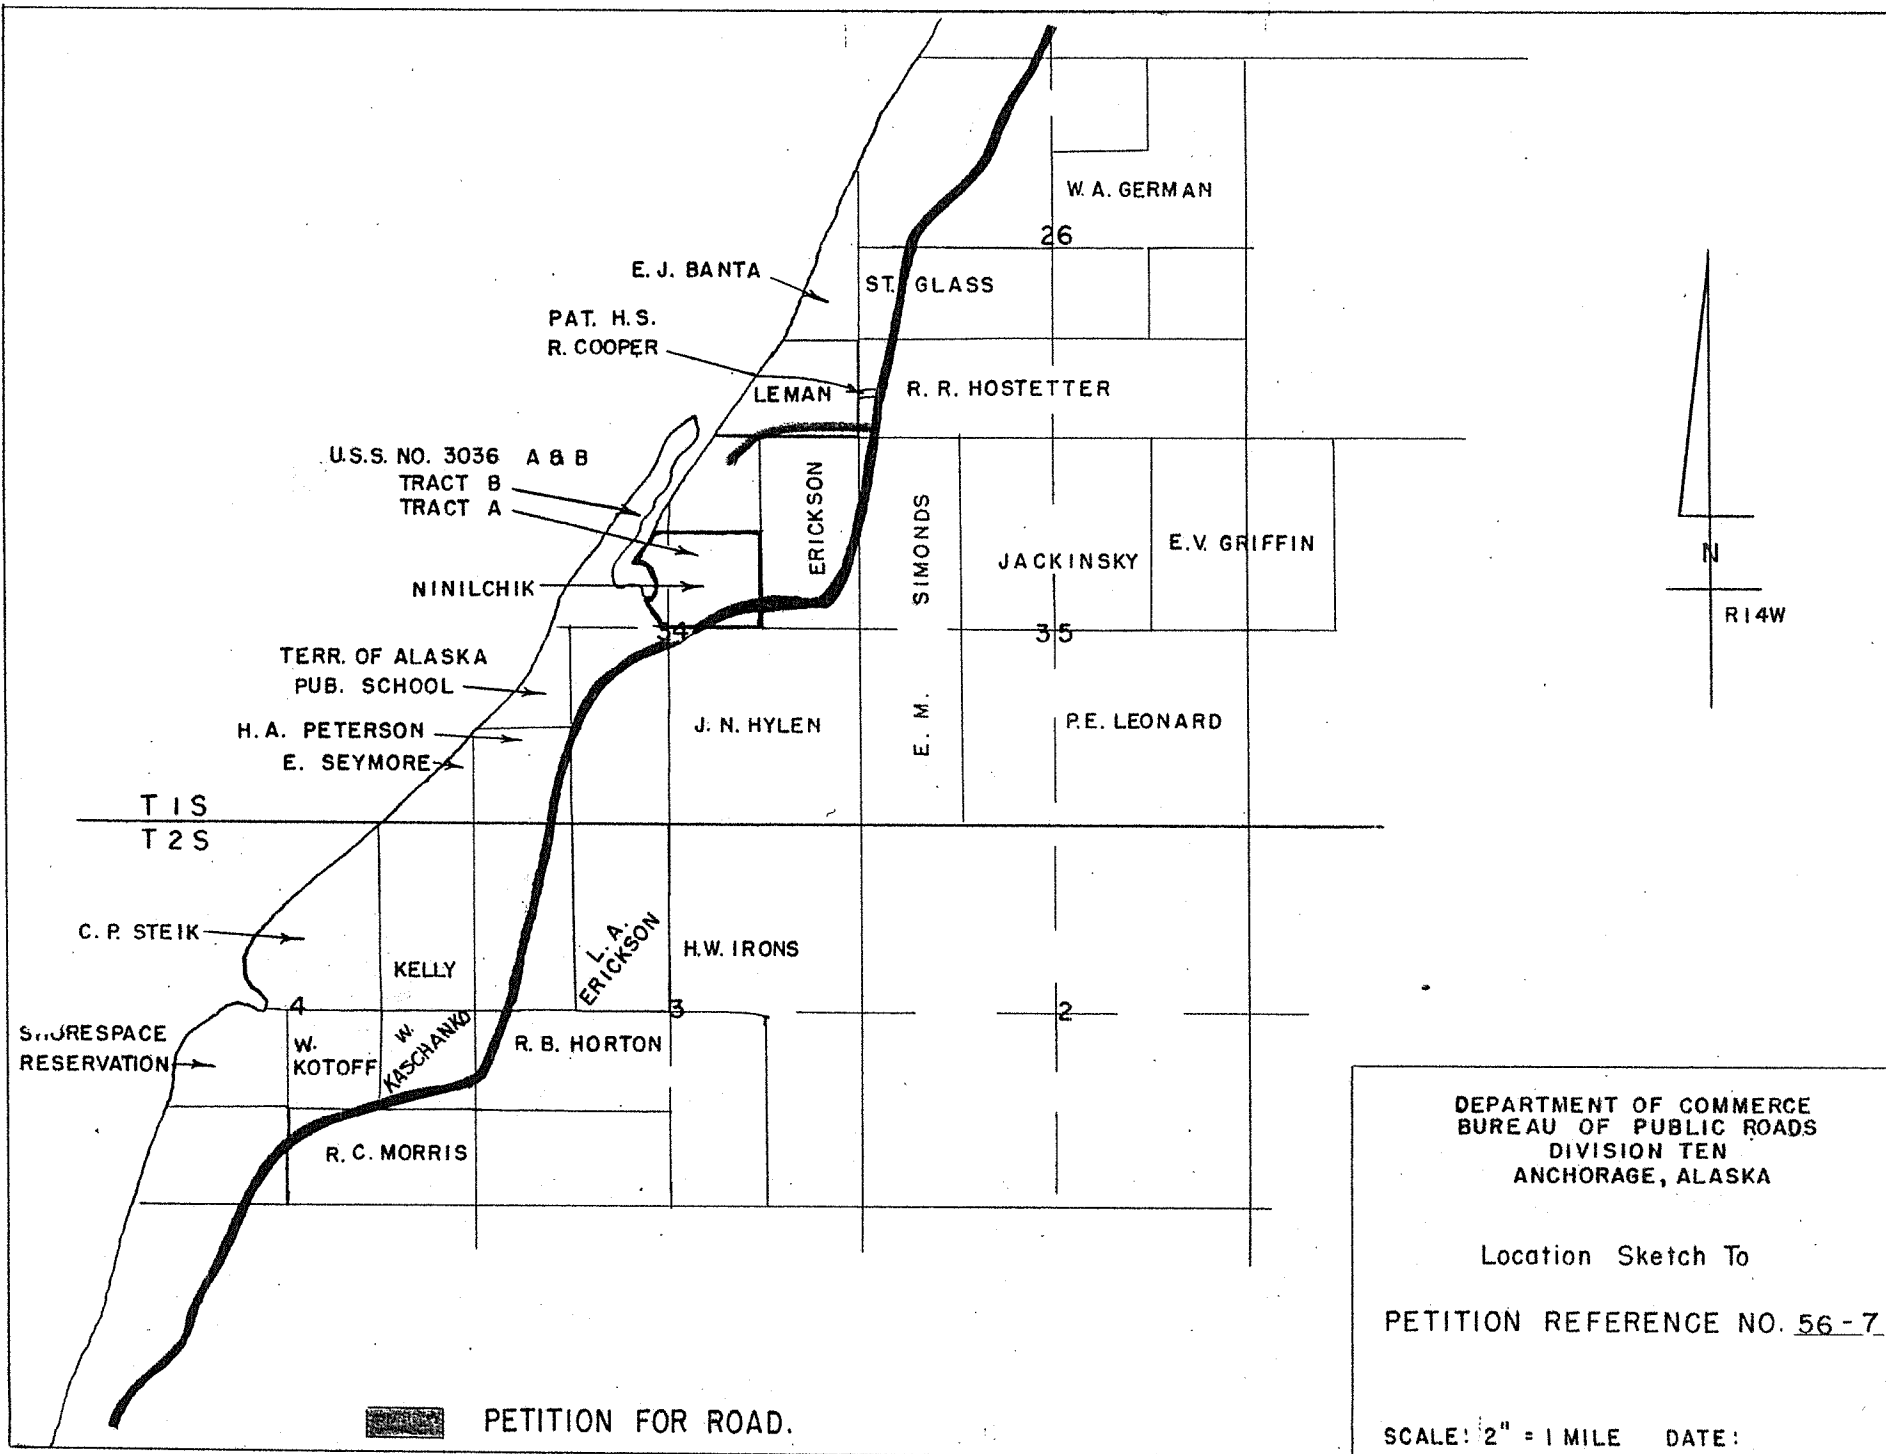 W. A. GERMAN
26
E. J. BANTA
ST. GLASS
PAT. H.S.
R. COOPER
LEMAN
R. R. HOSTETTER
U.S.S. NO. 3036 A & B
TRACT B
TRACT A
ERICKSON
E. M. SIMONDS
JACKINSKY
E.V. GRIFFIN
N
R14W
NINILCHIK
34
35
TERR. OF ALASKA
PUB. SCHOOL
H. A. PETERSON
E. SEYMORE
J. N. HYLEN
P.E. LEONARD
T 1 S
T 2 S
C. P. STEIK
KELLY
L. A.
ERICKSON
H.W. IRONS
4
3
2
SHORESPACE
RESERVATION
W.
KOTOFF
W.
KASCHANKO
R. B. HORTON
R. C. MORRIS
DEPARTMENT OF COMMERCE
BUREAU OF PUBLIC ROADS
DIVISION TEN
ANCHORAGE, ALASKA
Location Sketch To
PETITION REFERENCE NO. 56-7
PETITION FOR ROAD.
SCALE: 2" = 1 MILE DATE: